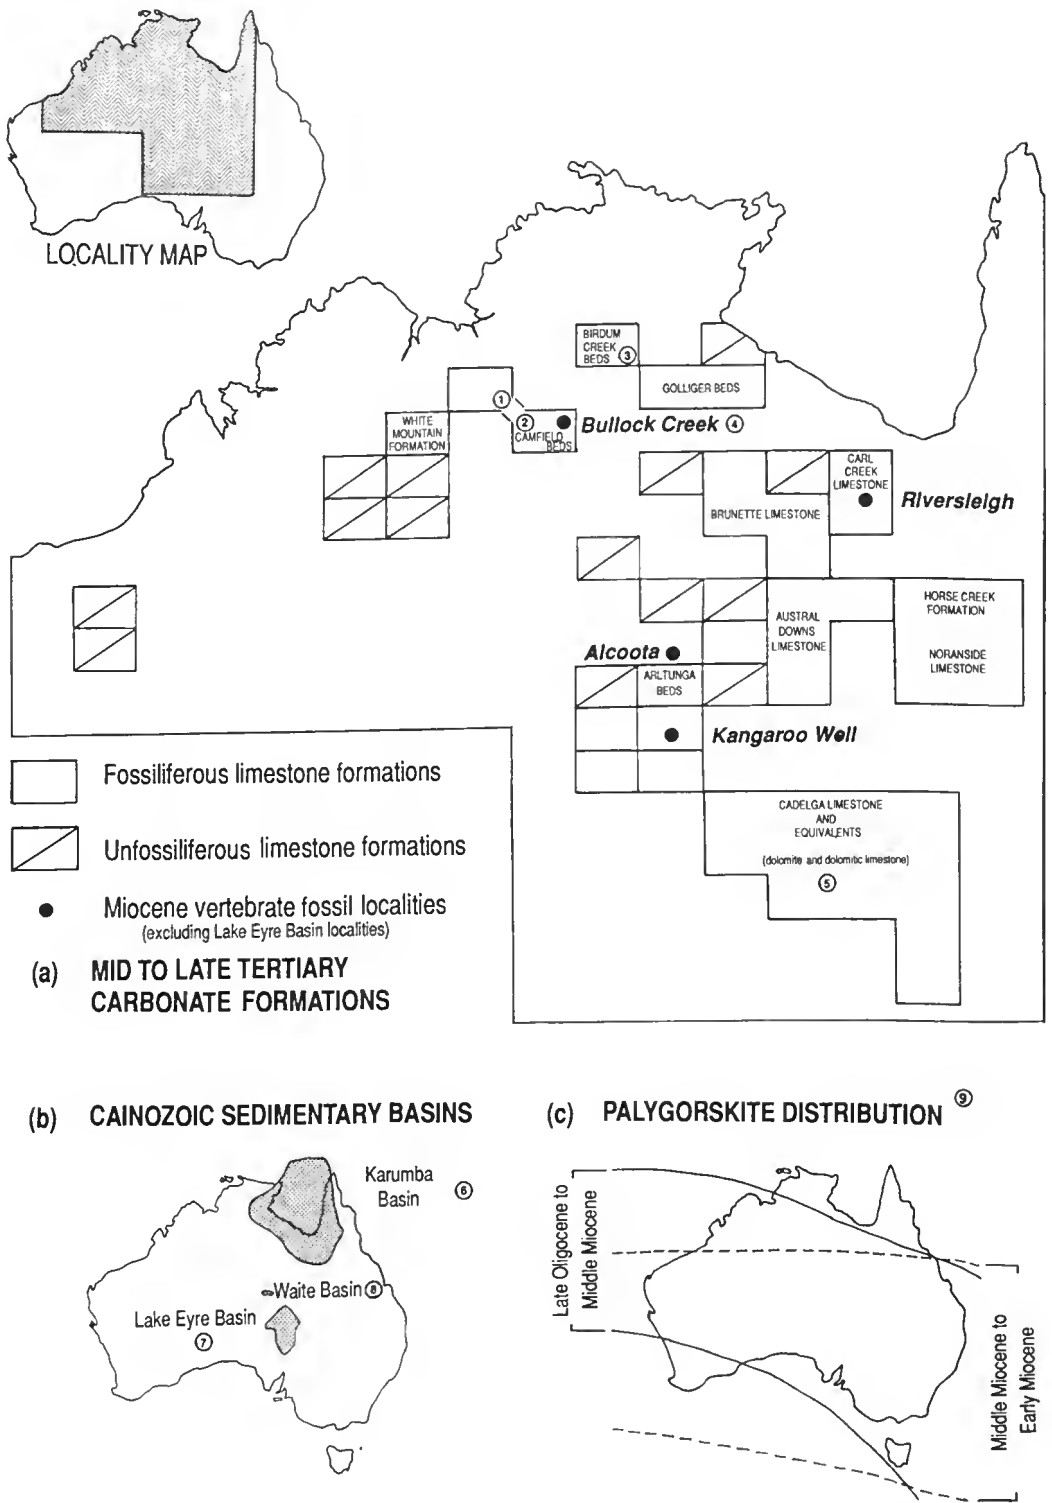 LOCALITY MAP
BIRDUM
CREEK
BEDS ③
GOLLIGER BEDS
①
②
CAMFIELD
BEDS
Bullock Creek ④
WHITE
MOUNTAIN
FORMATION
CARL
CREEK
LIMESTONE
Riversleigh
BRUNETTE LIMESTONE
HORSE CREEK
FORMATION
NORANSIDE
LIMESTONE
AUSTRAL
DOWNS
LIMESTONE
Alcoota
ARLTUNGA
BEDS
Kangaroo Well
CADELGA LIMESTONE
AND
EQUIVALENTS
(dolomite and dolomitic limestone)
⑤
Fossiliferous limestone formations
Unfossiliferous limestone formations
Miocene vertebrate fossil localities
(excluding Lake Eyre Basin localities)
(a) MID TO LATE TERTIARY
CARBONATE FORMATIONS
(b) CAINOZOIC SEDIMENTARY BASINS
Karumba
Basin ⑥
Waite Basin ⑧
Lake Eyre Basin
⑦
(c) PALYGORSKITE DISTRIBUTION ⑨
Late Oligocene to
Middle Miocene
Middle Miocene to
Early Miocene